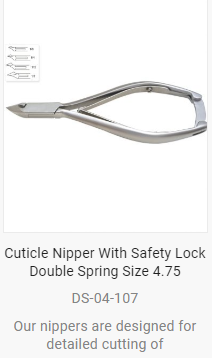 Cuticle Nipper With Safety Lock
Double Spring Size 4.75
DS-04-107
Our nippers are designed for
detailed cutting of